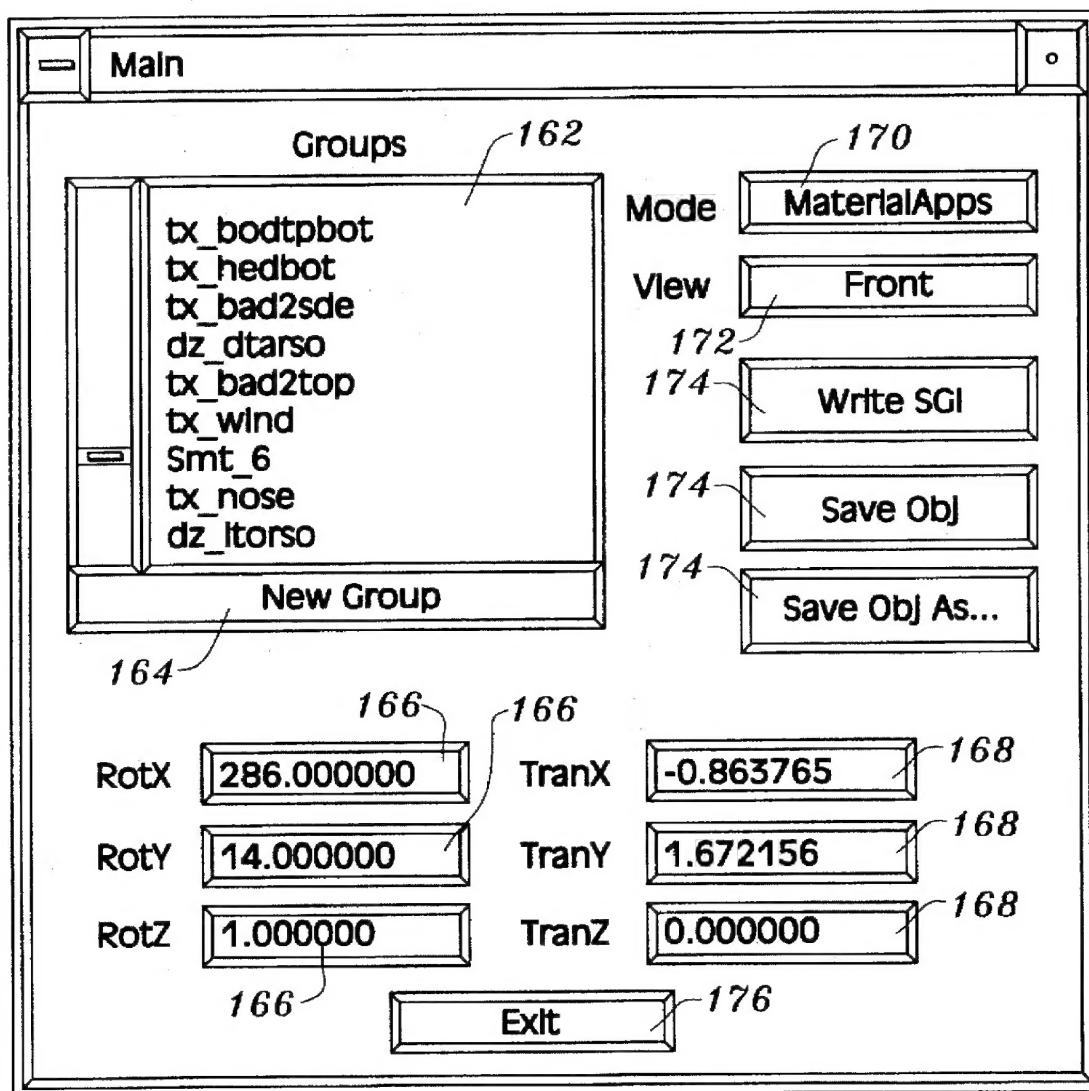 Main
Groups
162
tx_bodtpbot
tx_hedbot
tx_bad2sde
dz_dtarso
tx_bad2top
tx_wind
Smt_6
tx_nose
dz_ltorso
New Group
164
170
Mode MaterialApps
View Front
172
174
Write SGI
174
Save Obj
174
Save Obj As...
166 166
RotX 286.000000 TranX -0.863765 168
RotY 14.000000 TranY 1.672156 168
RotZ 1.000000 TranZ 0.000000 168
166
Exit 176